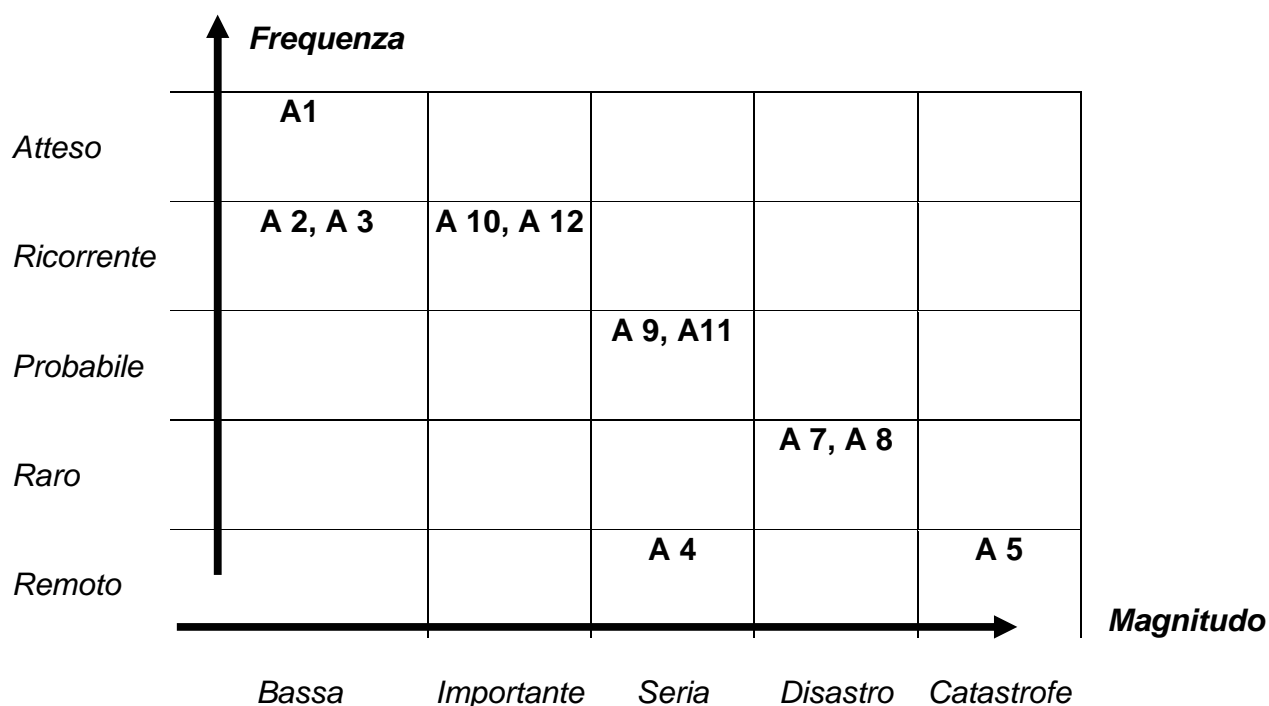 Frequenza
A1
Atteso
A 2, A 3 A 10, A 12
Ricorrente
A 9, A11
Probabile
A 7, A 8
Raro
A 4 A 5
Remoto
Magnitudo
Bassa Importante Seria Disastro Catastrofe